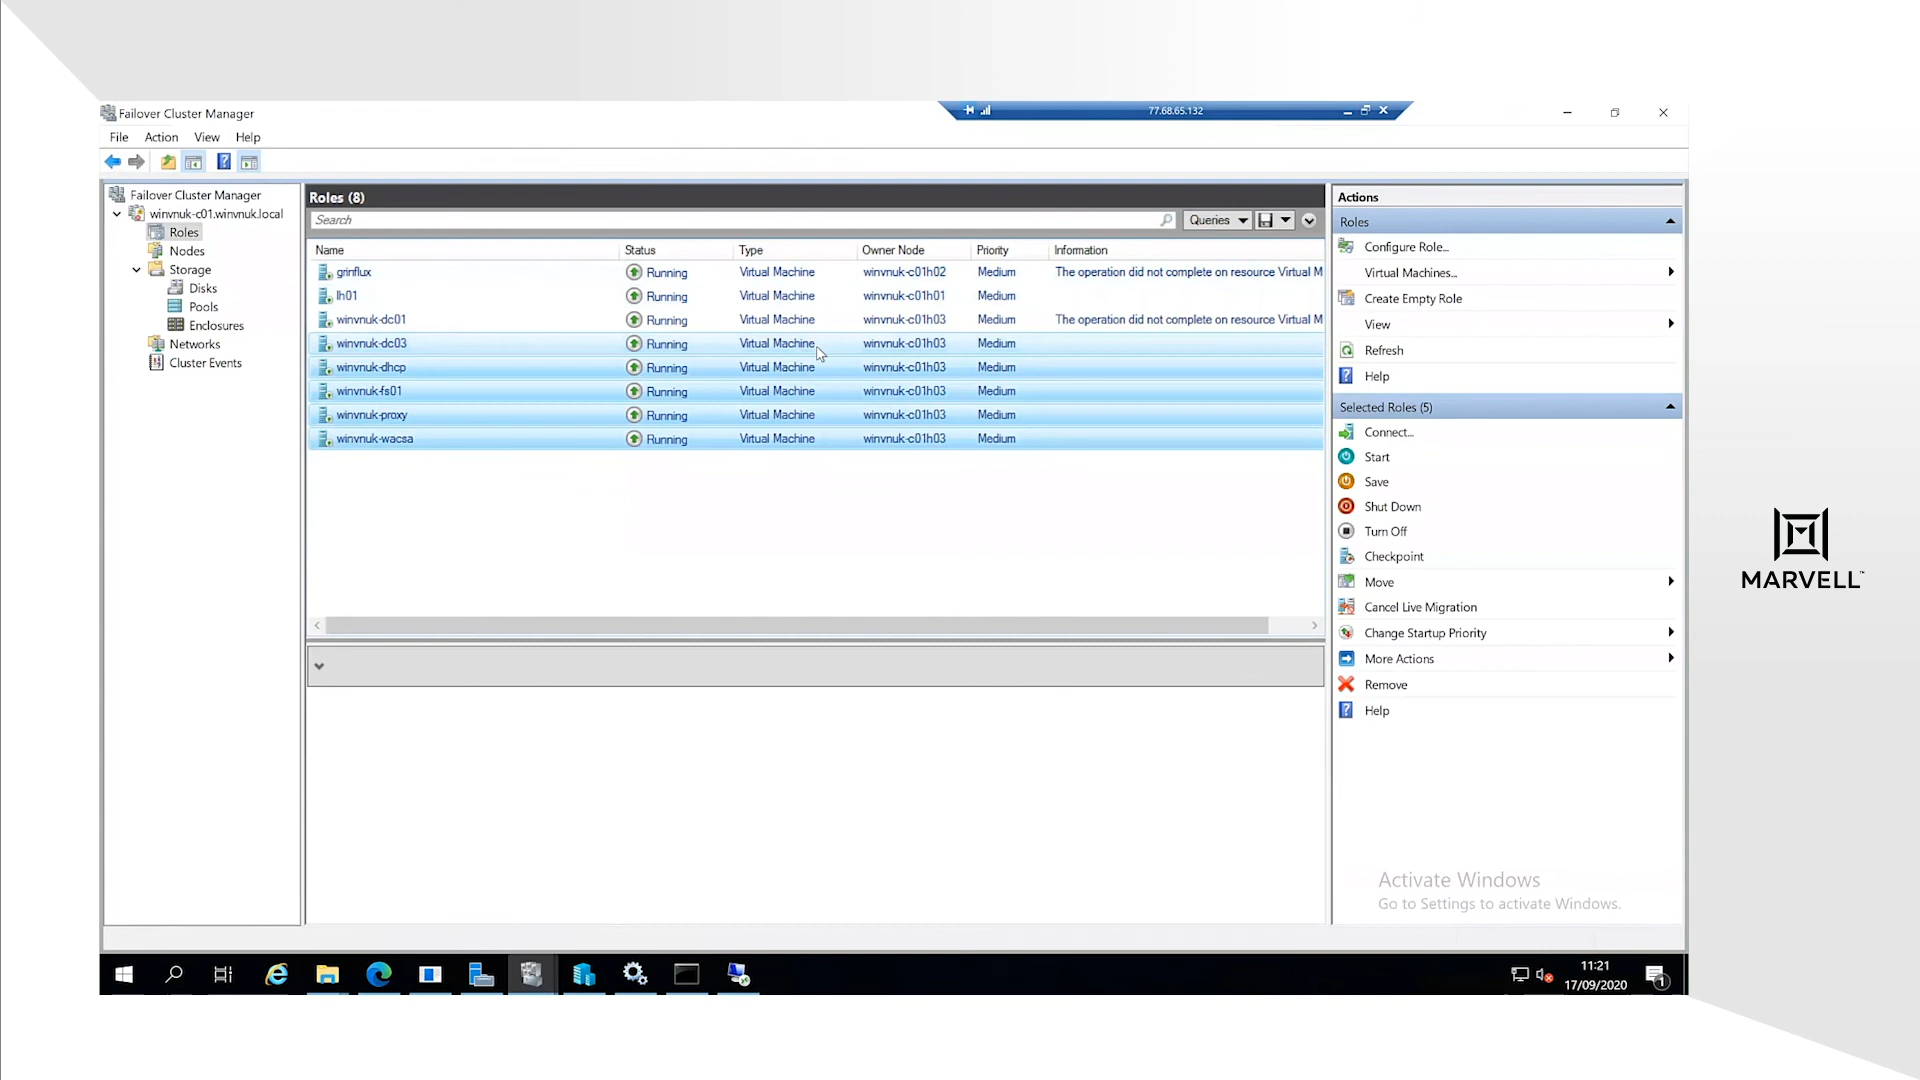 Failover Cluster Manager
77.68.65.132
File Action View Help
Failover Cluster Manager
winvnuk-c01.winvnuk.local
Roles
Nodes
Storage
Disks
Pools
Enclosures
Networks
Cluster Events
Roles (8)
Search
Queries
Name Status Type Owner Node Priority Information
grinflux Running Virtual Machine winvnuk-c01h02 Medium The operation did not complete on resource Virtual M
lh01 Running Virtual Machine winvnuk-c01h01 Medium
winvnuk-dc01 Running Virtual Machine winvnuk-c01h03 Medium The operation did not complete on resource Virtual M
winvnuk-dc03 Running Virtual Machine winvnuk-c01h03 Medium
winvnuk-dhcp Running Virtual Machine winvnuk-c01h03 Medium
winvnuk-fs01 Running Virtual Machine winvnuk-c01h03 Medium
winvnuk-proxy Running Virtual Machine winvnuk-c01h03 Medium
winvnuk-wacsa Running Virtual Machine winvnuk-c01h03 Medium
Actions
Roles
Configure Role...
Virtual Machines...
Create Empty Role
View
Refresh
Help
Selected Roles (5)
Connect...
Start
Save
Shut Down
Turn Off
Checkpoint
Move
Cancel Live Migration
Change Startup Priority
More Actions
Remove
Help
Activate Windows
Go to Settings to activate Windows.
11:21
17/09/2020
1
MARVELL™